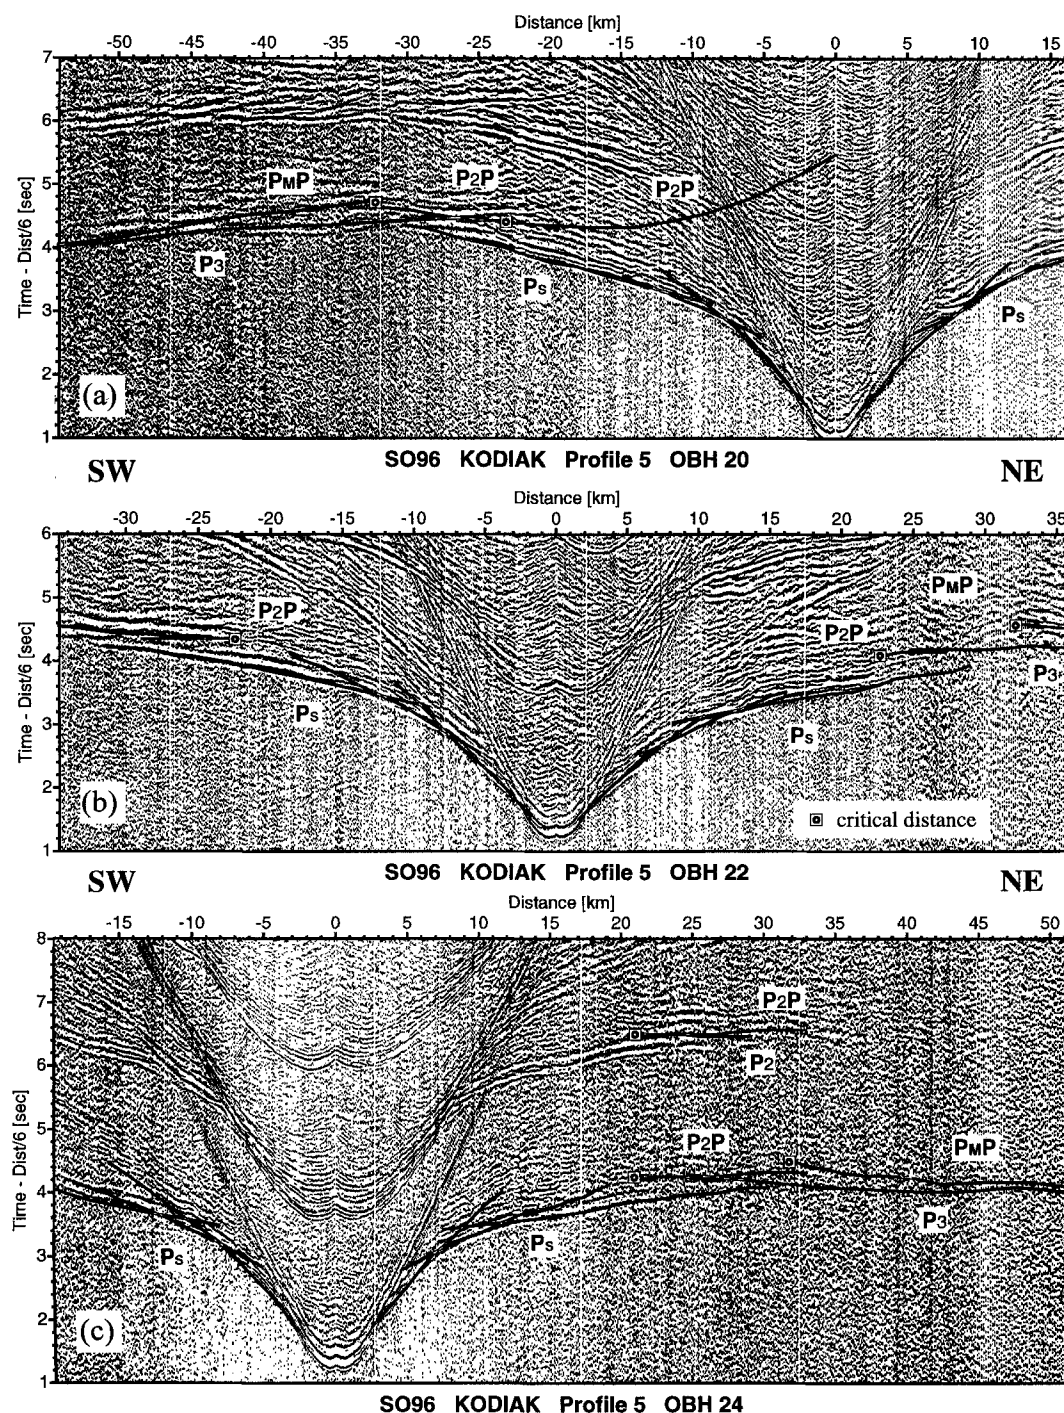 Distance [km]
-50 -45 -40 -35 -30 -25 -20 -15 -10 -5 0 5 10 15
Time - Dist/6 [sec]
7
6
5
4
3
2
1
PMP
P2P
P2P
P3
Ps
Ps
(a)
SO96 KODIAK Profile 5 OBH 20
SW
NE
Distance [km]
-30 -25 -20 -15 -10 -5 0 5 10 15 20 25 30 35
Time - Dist/6 [sec]
6
5
4
3
2
1
PMP
P2P
P2P
P3
Ps
Ps
(b)
critical distance
SO96 KODIAK Profile 5 OBH 22
SW
NE
Distance [km]
-15 -10 -5 0 5 10 15 20 25 30 35 40 45 50
Time - Dist/6 [sec]
8
7
6
5
4
3
2
1
P2P
P2
P2P
PMP
P3
Ps
Ps
(c)
SO96 KODIAK Profile 5 OBH 24